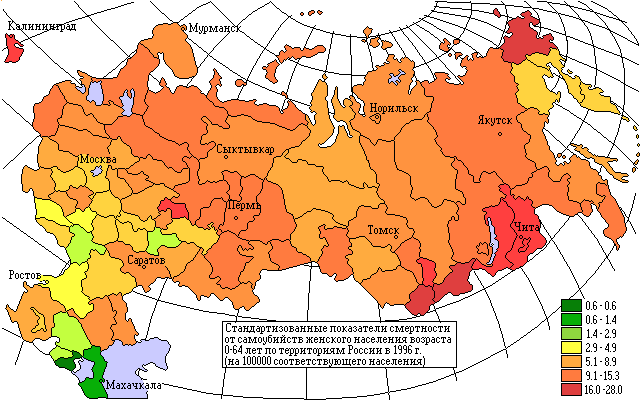 Калининград
Мурманск
Норильск
Якутск
Москва
Сыктывкар
Пермь
Томск
Чита
Саратов
Ростов
Махачкала
Стандартизованные показатели смертности
от самоубийств женского населения возраста
0-64 лет по территориям России в 1996 г.
(на 100000 соответствующего населения)
0.6 - 0.6
0.6 - 1.4
1.4 - 2.9
2.9 - 4.9
5.1 - 8.9
9.1 -15.3
16.0 -28.0